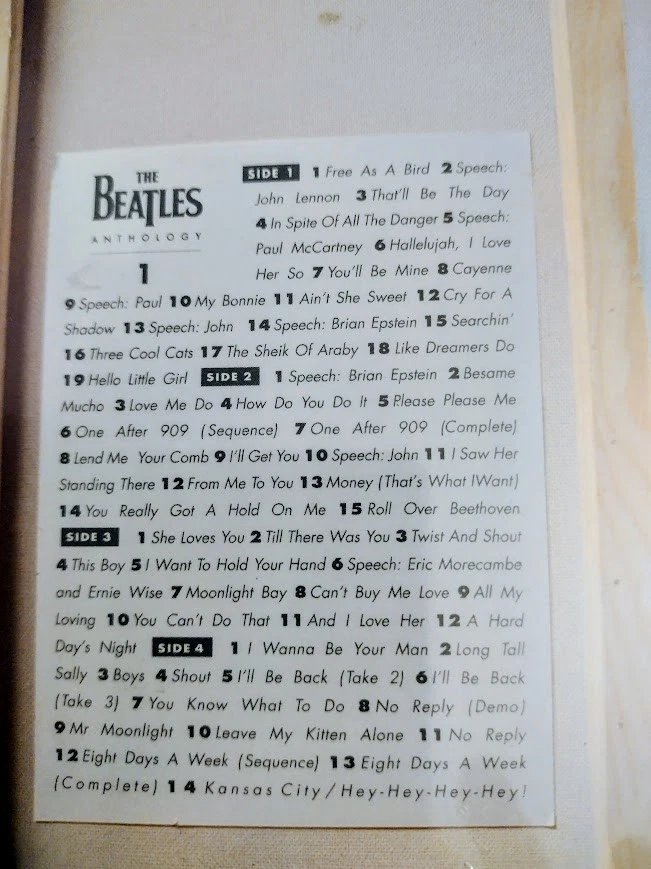 THE
BEATLES
ANTHOLOGY
1
SIDE 1 1 Free As A Bird 2 Speech:
John Lennon 3 That'll Be The Day
4 In Spite Of All The Danger 5 Speech:
Paul McCartney 6 Hallelujah, I Love
Her So 7 You'll Be Mine 8 Cayenne
9 Speech: Paul 10 My Bonnie 11 Ain't She Sweet 12 Cry For A
Shadow 13 Speech: John 14 Speech: Brian Epstein 15 Searchin'
16 Three Cool Cats 17 The Sheik Of Araby 18 Like Dreamers Do
19 Hello Little Girl SIDE 2 1 Speech: Brian Epstein 2 Besame
Mucho 3 Love Me Do 4 How Do You Do It 5 Please Please Me
6 One After 909 (Sequence) 7 One After 909 (Complete)
8 Lend Me Your Comb 9 I'll Get You 10 Speech: John 11 I Saw Her
Standing There 12 From Me To You 13 Money (That's What IWant)
14 You Really Got A Hold On Me 15 Roll Over Beethoven
SIDE 3 1 She Loves You 2 Till There Was You 3 Twist And Shout
4 This Boy 5 I Want To Hold Your Hand 6 Speech: Eric Morecambe
and Ernie Wise 7 Moonlight Bay 8 Can't Buy Me Love 9 All My
Loving 10 You Can't Do That 11 And I Love Her 12 A Hard
Day's Night SIDE 4 1 I Wanna Be Your Man 2 Long Tall
Sally 3 Boys 4 Shout 5 I'll Be Back (Take 2) 6 I'll Be Back
(Take 3) 7 You Know What To Do 8 No Reply (Demo)
9 Mr Moonlight 10 Leave My Kitten Alone 11 No Reply
12 Eight Days A Week (Sequence) 13 Eight Days A Week
(Complete) 14 Kansas City/Hey-Hey-Hey-Hey!